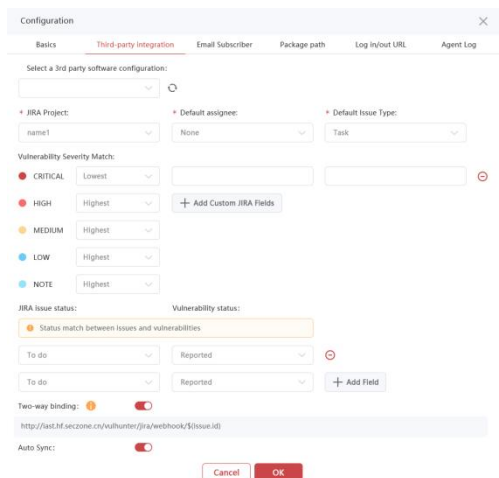 Configuration
Basics Third-party integration Email Subscriber Package path Log in/out URL Agent Log
Select a 3rd party software configuration:
* JIRA Project: * Default assignee: * Default Issue Type:
name1 None Task
Vulnerability Severity Match:
CRITICAL Lowest
HIGH Highest + Add Custom JIRA Fields
MEDIUM Highest
LOW Highest
NOTE Highest
JIRA issue status: Vulnerability status:
Status match between issues and vulnerabilities
To do Reported
To do Reported + Add Field
Two-way binding:
http://iast.hf.seczone.cn/vulhunter/jira/webhook/$(issue.id)
Auto Sync:
Cancel OK